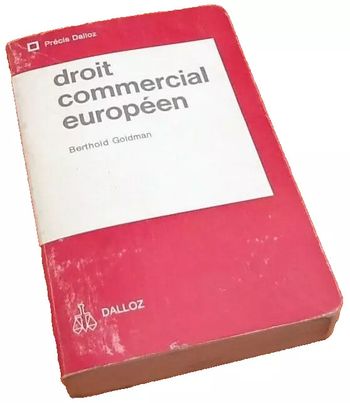 Précis Dalloz
droit
commercial
européen
Berthold Goldman
DALLOZ